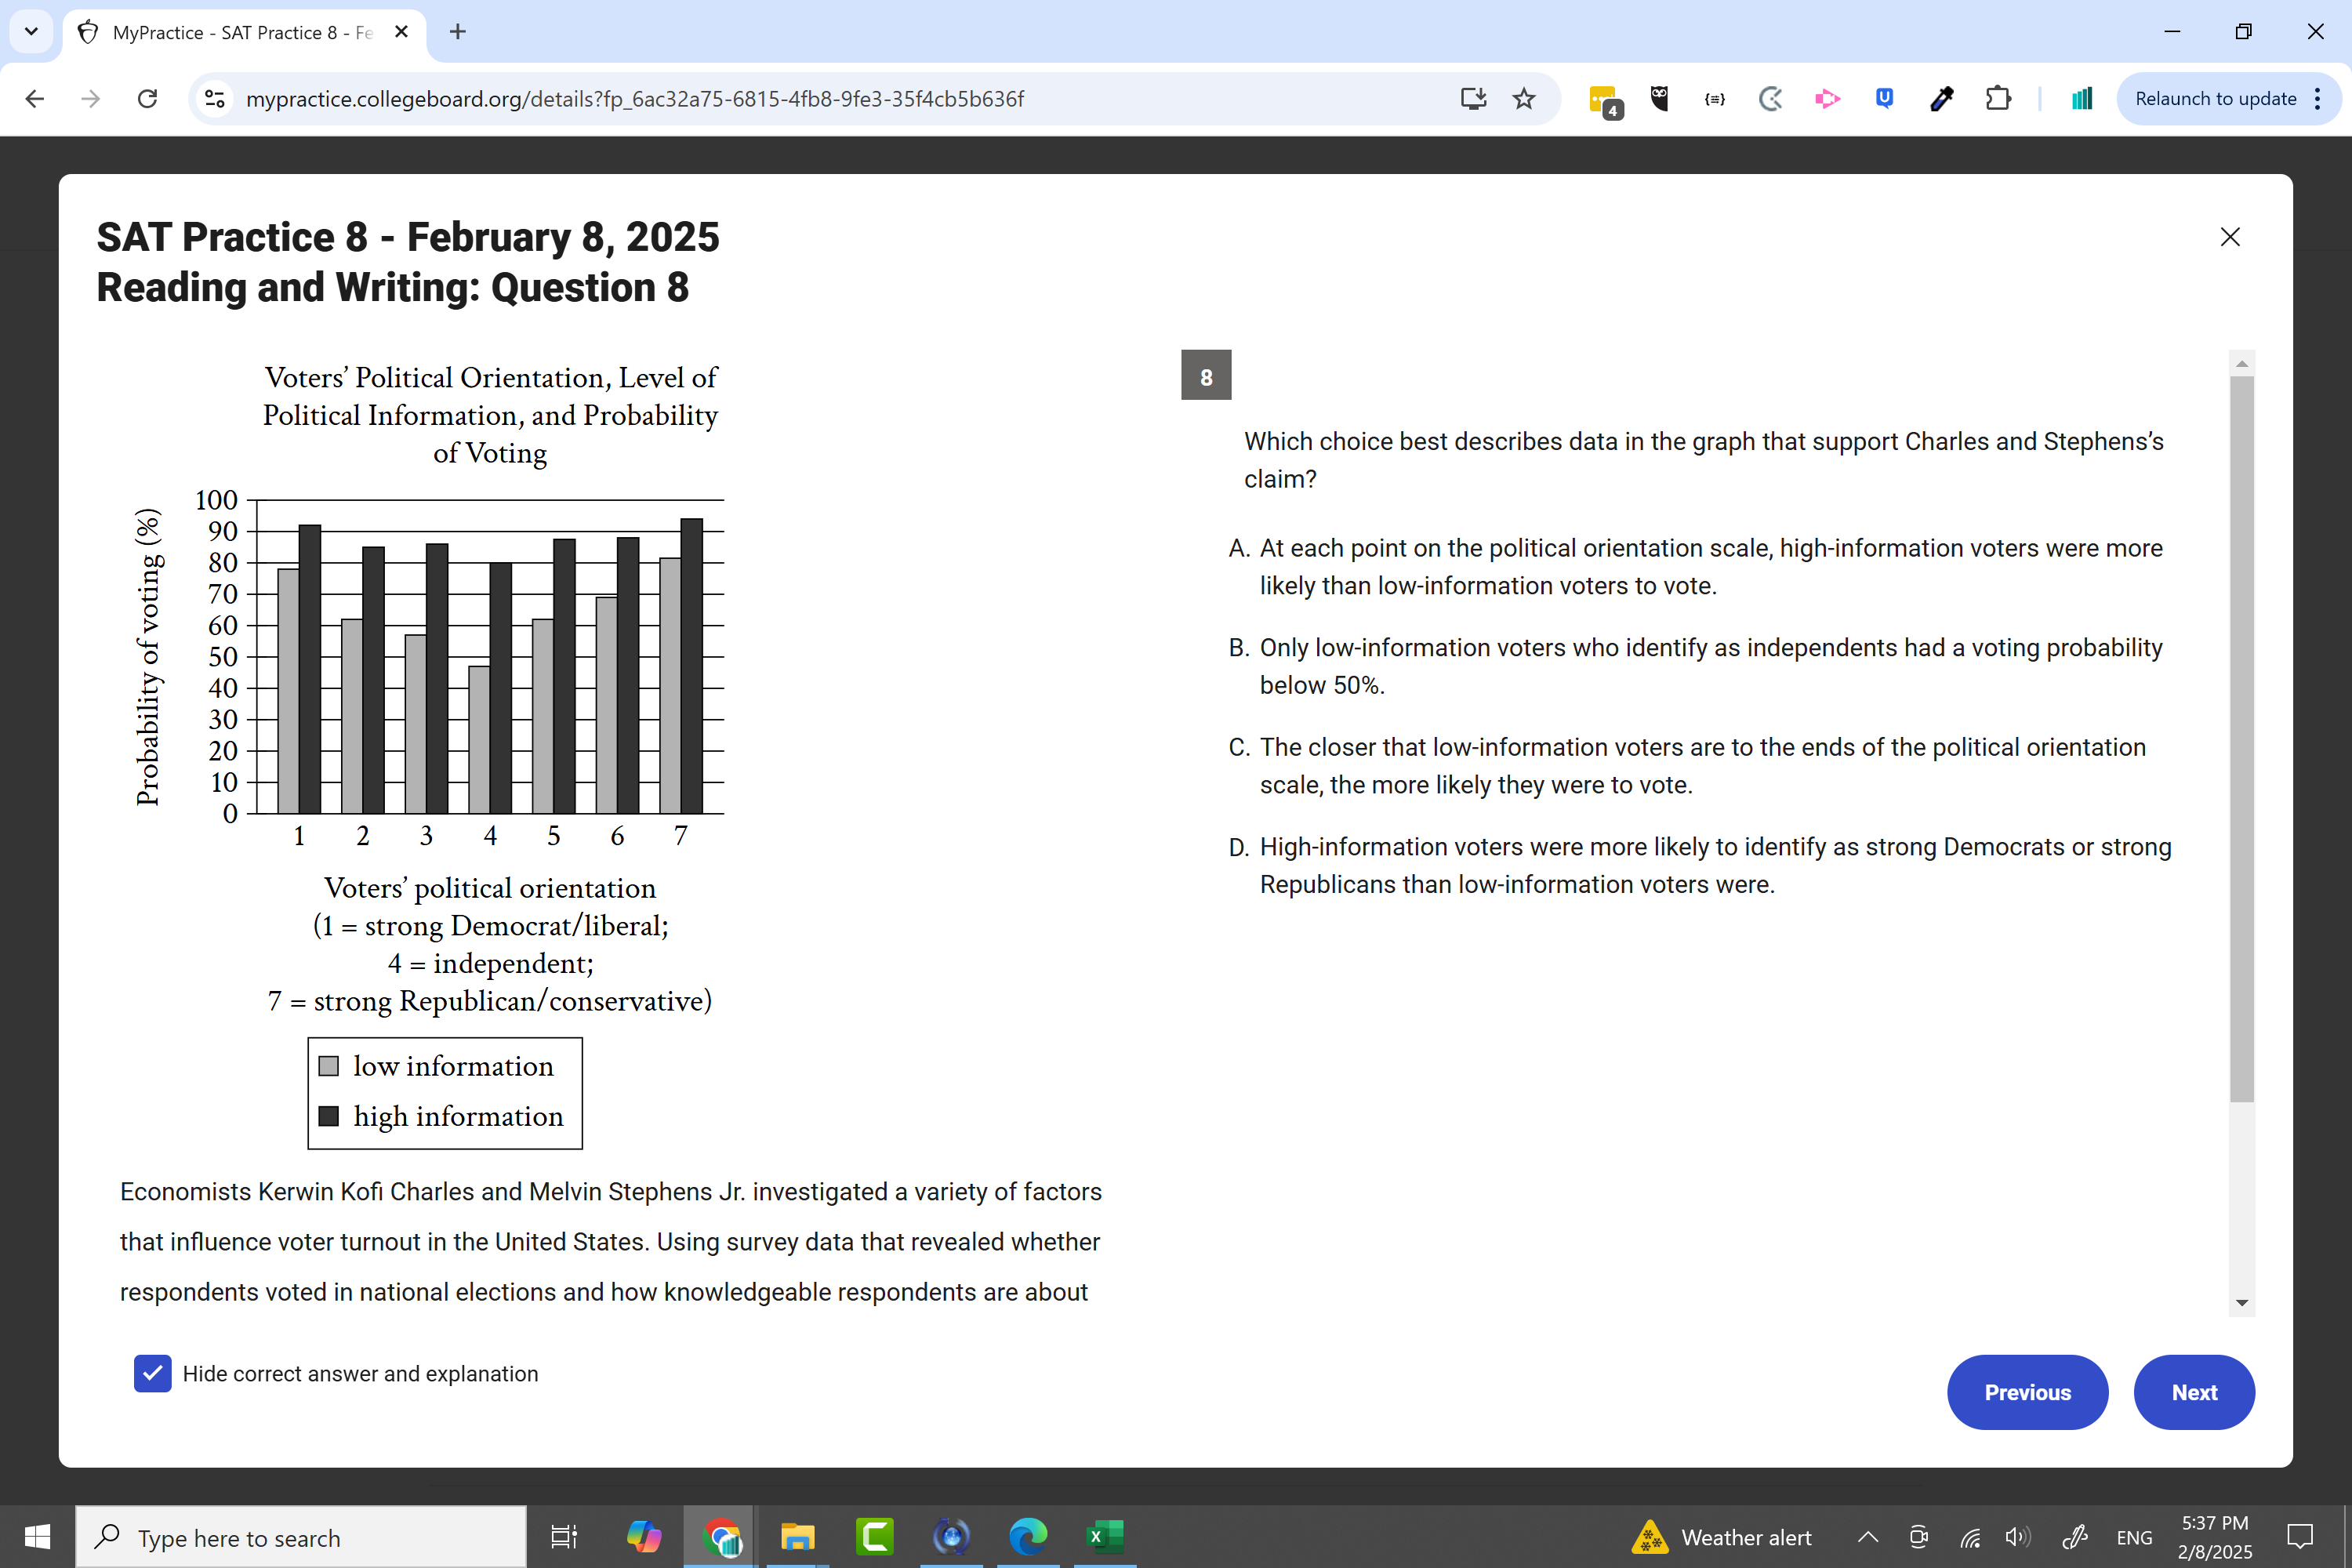 MyPractice - SAT Practice 8 - Fe
mypractice.collegeboard.org/details?fp_6ac32a75-6815-4fb8-9fe3-35f4cb5b636f
4
Relaunch to update
SAT Practice 8 - February 8, 2025
Reading and Writing: Question 8
Voters’ Political Orientation, Level of
Political Information, and Probability
of Voting
Probability of voting (%)
100
90
80
70
60
50
40
30
20
10
0
1 2 3 4 5 6 7
Voters’ political orientation
(1 = strong Democrat/liberal;
4 = independent;
7 = strong Republican/conservative)
low information
high information
Economists Kerwin Kofi Charles and Melvin Stephens Jr. investigated a variety of factors
that influence voter turnout in the United States. Using survey data that revealed whether
respondents voted in national elections and how knowledgeable respondents are about
8
Which choice best describes data in the graph that support Charles and Stephens’s
claim?
A. At each point on the political orientation scale, high-information voters were more
likely than low-information voters to vote.
B. Only low-information voters who identify as independents had a voting probability
below 50%.
C. The closer that low-information voters are to the ends of the political orientation
scale, the more likely they were to vote.
D. High-information voters were more likely to identify as strong Democrats or strong
Republicans than low-information voters were.
Hide correct answer and explanation
Previous
Next
Type here to search
Weather alert
ENG
5:37 PM
2/8/2025